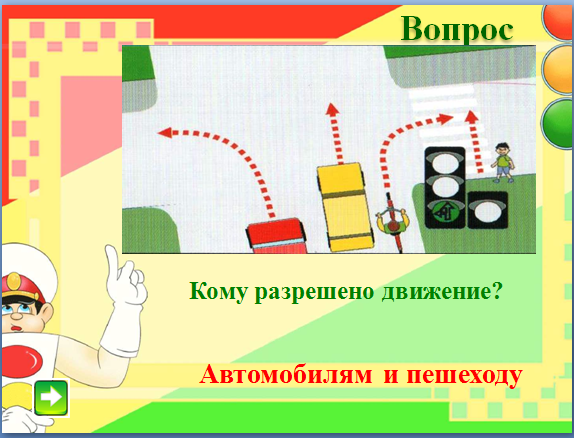 Вопрос
Кому разрешено движение?
Автомобилям и пешеходу